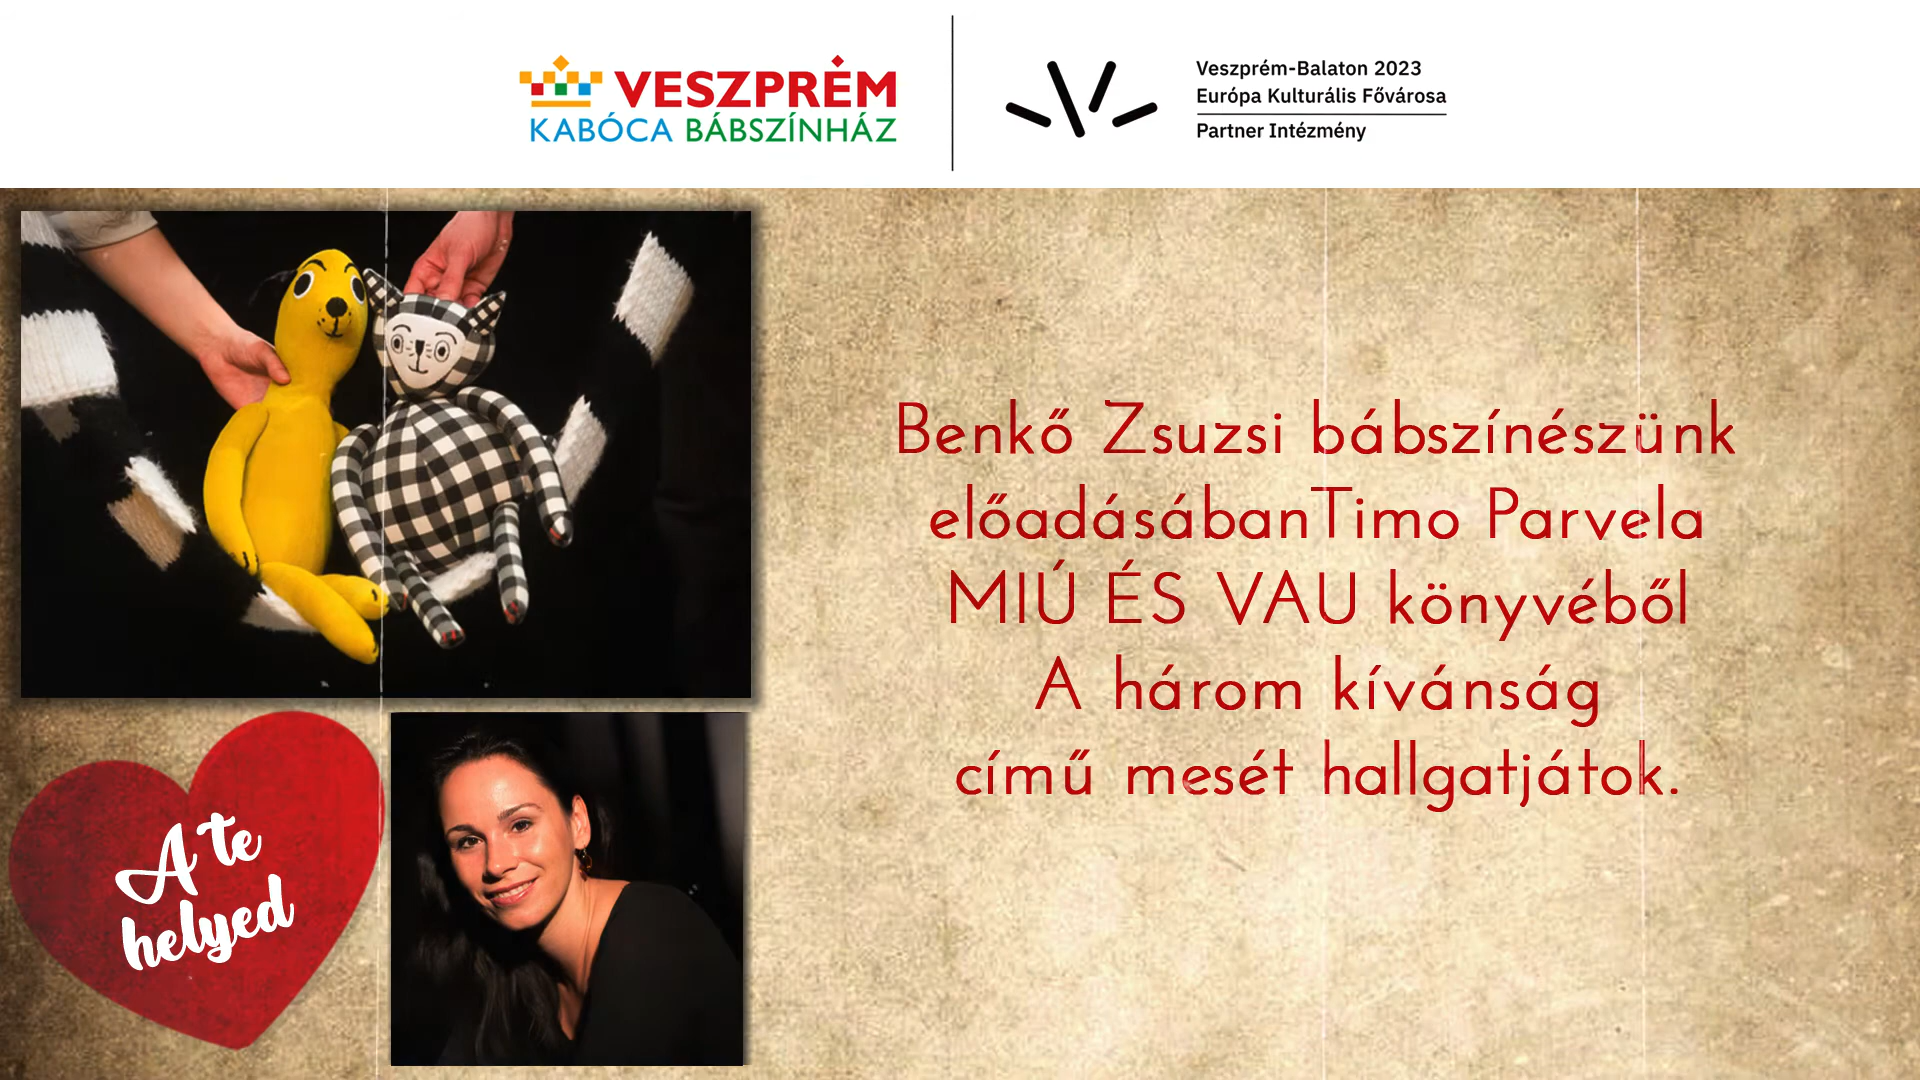 VESZPRÉM
KABÓCA BÁBSZÍNHÁZ
Veszprém-Balaton 2023
Európa Kulturális Fővárosa
Partner Intézmény
Benkő Zsuzsi bábszínészünk
előadásábanTimo Parvela
MIÚ ÉS VAU könyvéből
A három kívánság
című mesét hallgatjátok.
A te
helyed